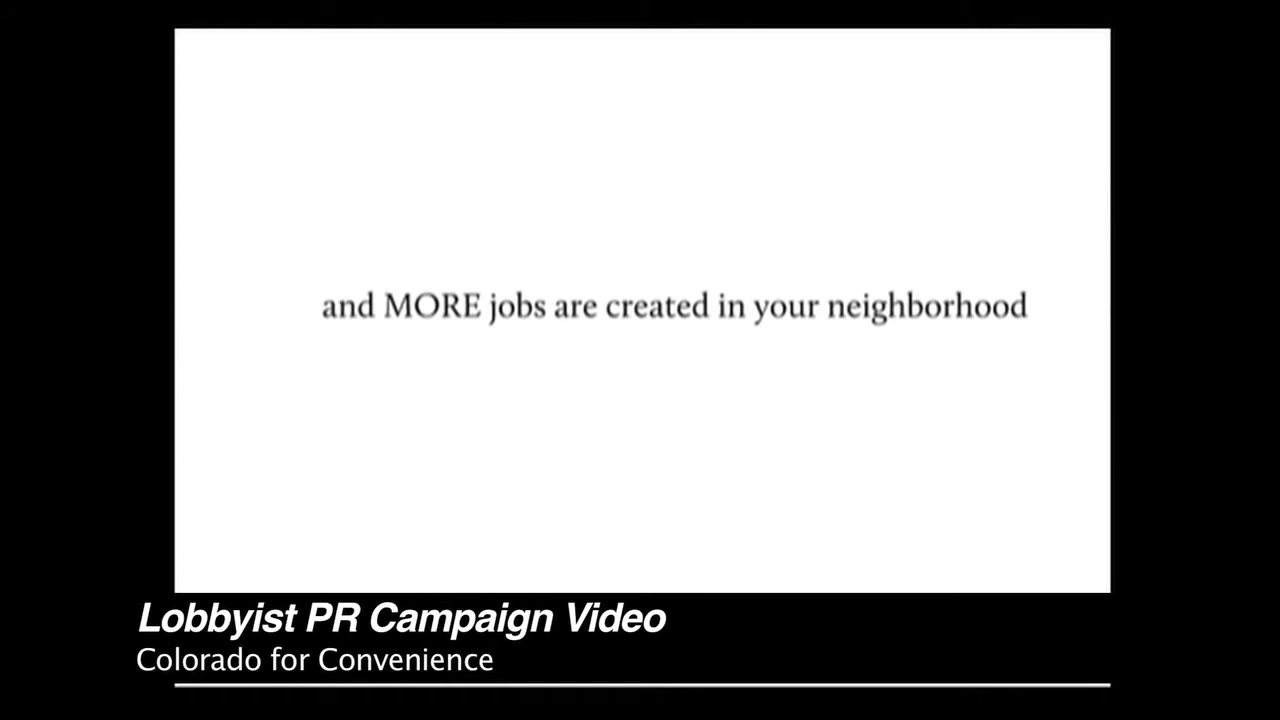 and MORE jobs are created in your neighborhood
Lobbyist PR Campaign Video
Colorado for Convenience